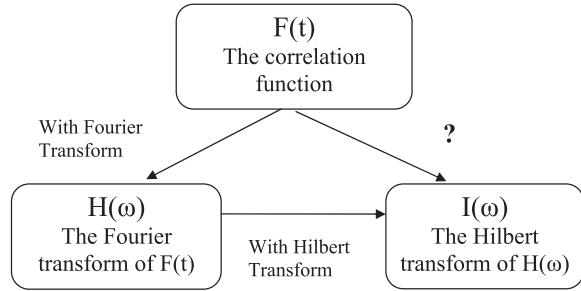 F(t)
The correlation
function
With Fourier
Transform
?
H(ω)
The Fourier
transform of F(t)
With Hilbert
Transform
I(ω)
The Hilbert
transform of H(ω)